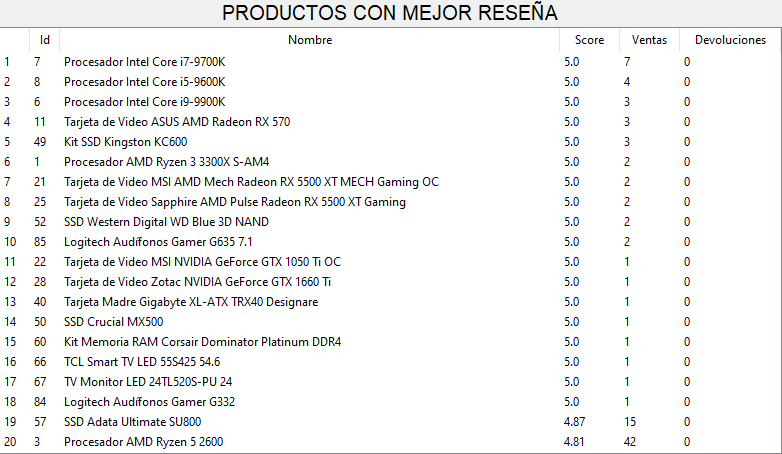 PRODUCTOS CON MEJOR RESEÑA
Id Nombre Score Ventas Devoluciones
1 7 Procesador Intel Core i7-9700K 5.0 7 0
2 8 Procesador Intel Core i5-9600K 5.0 4 0
3 6 Procesador Intel Core i9-9900K 5.0 3 0
4 11 Tarjeta de Video ASUS AMD Radeon RX 570 5.0 3 0
5 49 Kit SSD Kingston KC600 5.0 3 0
6 1 Procesador AMD Ryzen 3 3300X S-AM4 5.0 2 0
7 21 Tarjeta de Video MSI AMD Mech Radeon RX 5500 XT MECH Gaming OC 5.0 2 0
8 25 Tarjeta de Video Sapphire AMD Pulse Radeon RX 5500 XT Gaming 5.0 2 0
9 52 SSD Western Digital WD Blue 3D NAND 5.0 2 0
10 85 Logitech Audífonos Gamer G635 7.1 5.0 2 0
11 22 Tarjeta de Video MSI NVIDIA GeForce GTX 1050 Ti OC 5.0 1 0
12 28 Tarjeta de Video Zotac NVIDIA GeForce GTX 1660 Ti 5.0 1 0
13 40 Tarjeta Madre Gigabyte XL-ATX TRX40 Designare 5.0 1 0
14 50 SSD Crucial MX500 5.0 1 0
15 60 Kit Memoria RAM Corsair Dominator Platinum DDR4 5.0 1 0
16 66 TCL Smart TV LED 55S425 54.6 5.0 1 0
17 67 TV Monitor LED 24TL520S-PU 24 5.0 1 0
18 84 Logitech Audífonos Gamer G332 5.0 1 0
19 57 SSD Adata Ultimate SU800 4.87 15 0
20 3 Procesador AMD Ryzen 5 2600 4.81 42 0